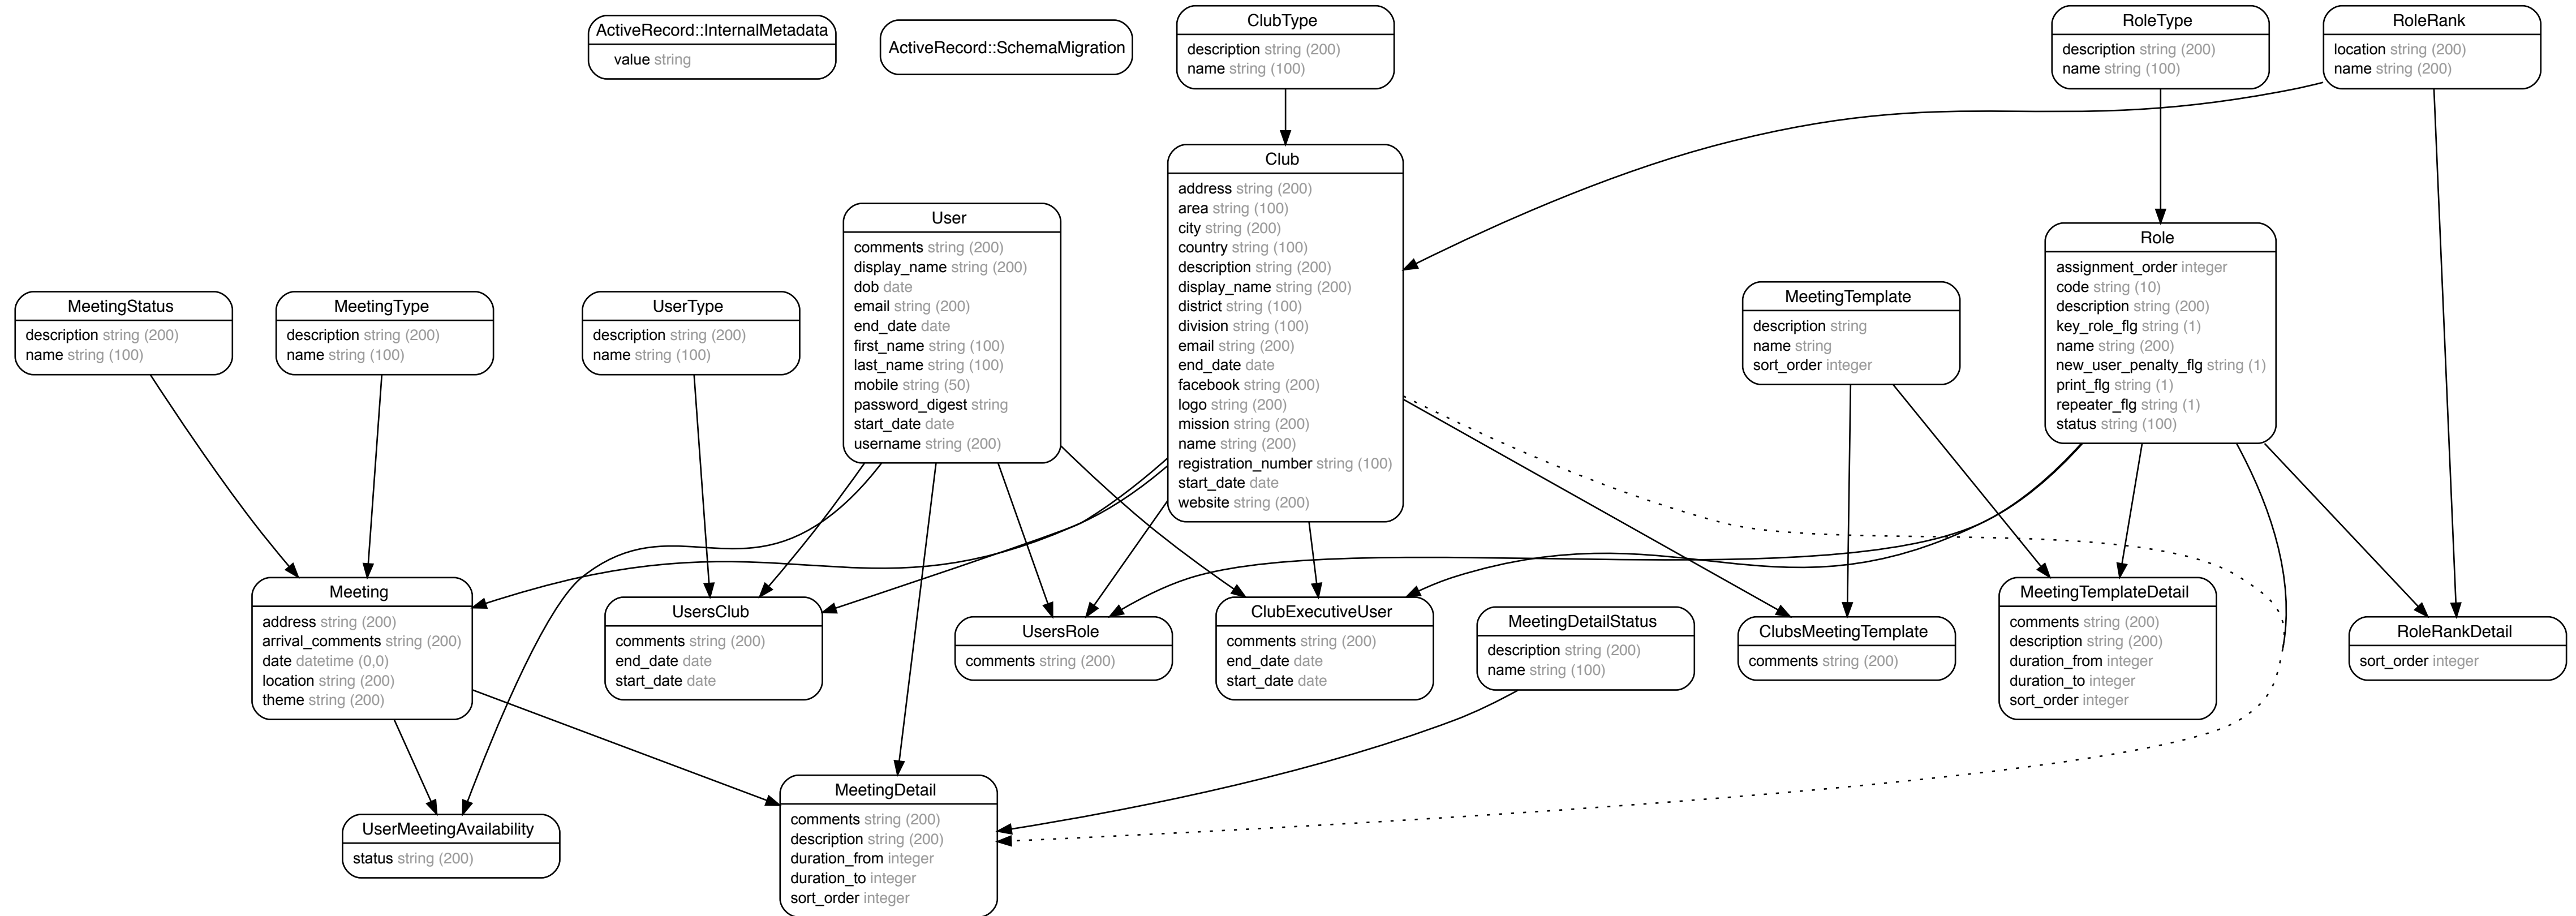 ActiveRecord::InternalMetadata
value string
ActiveRecord::SchemaMigration
ClubType
description string (200)
name string (100)
RoleType
description string (200)
name string (100)
RoleRank
location string (200)
name string (200)
Club
address string (200)
area string (100)
city string (200)
country string (100)
description string (200)
display_name string (200)
district string (100)
division string (100)
email string (200)
end_date date
facebook string (200)
logo string (200)
mission string (200)
name string (200)
registration_number string (100)
start_date date
website string (200)
User
comments string (200)
display_name string (200)
dob date
email string (200)
end_date date
first_name string (100)
last_name string (100)
mobile string (50)
password_digest string
start_date date
username string (200)
Role
assignment_order integer
code string (10)
description string (200)
key_role_flg string (1)
name string (200)
new_user_penalty_flg string (1)
print_flg string (1)
repeater_flg string (1)
status string (100)
MeetingStatus
description string (200)
name string (100)
MeetingType
description string (200)
name string (100)
UserType
description string (200)
name string (100)
MeetingTemplate
description string
name string
sort_order integer
Meeting
address string (200)
arrival_comments string (200)
date datetime (0,0)
location string (200)
theme string (200)
UsersClub
comments string (200)
end_date date
start_date date
UsersRole
comments string (200)
ClubExecutiveUser
comments string (200)
end_date date
start_date date
MeetingDetailStatus
description string (200)
name string (100)
ClubsMeetingTemplate
comments string (200)
MeetingTemplateDetail
comments string (200)
description string (200)
duration_from integer
duration_to integer
sort_order integer
RoleRankDetail
sort_order integer
UserMeetingAvailability
status string (200)
MeetingDetail
comments string (200)
description string (200)
duration_from integer
duration_to integer
sort_order integer